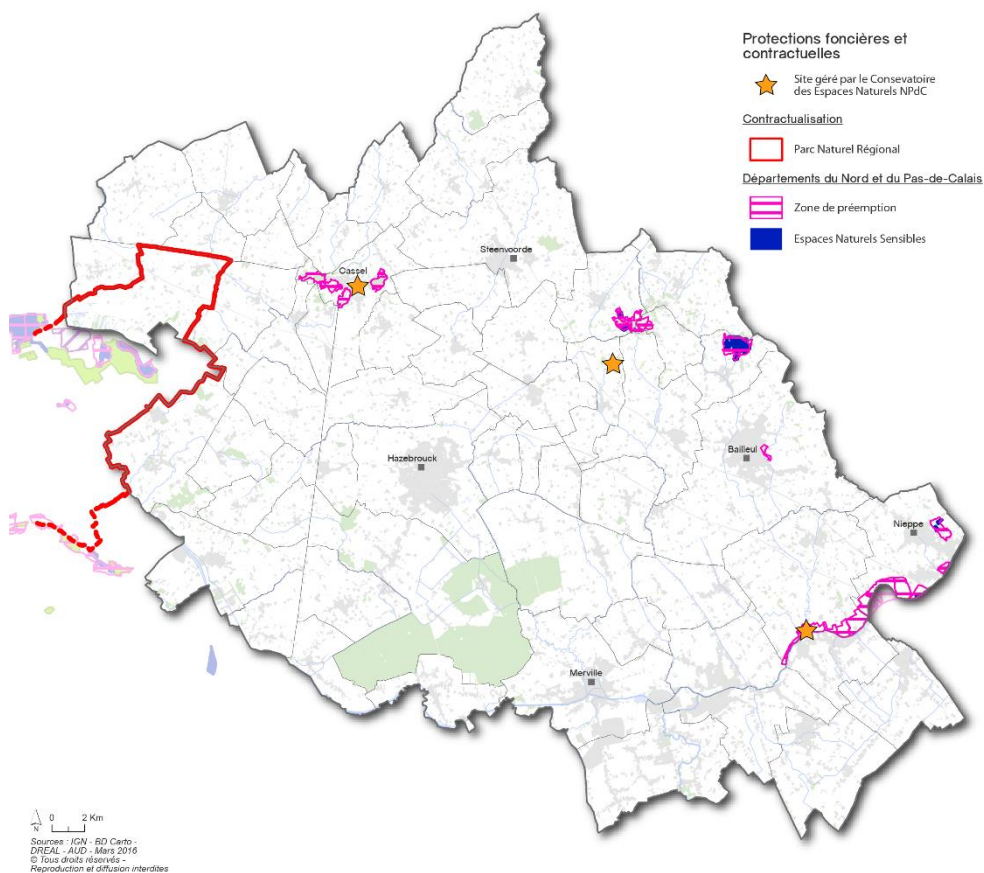 Protections foncières et
contractuelles
Site géré par le Consevatoire
des Espaces Naturels NPdC
Contractualisation
Parc Naturel Régional
Départements du Nord et du Pas-de-Calais
Zone de préemption
Espaces Naturels Sensibles
Steenvoorde
Cassel
Bailleul
Hazebrouck
Nieppe
Merville
0 2 Km
N
Sources : IGN - BD Carto -
DREAL - AUD - Mars 2016
© Tous droits réservés -
Reproduction et diffusion interdites